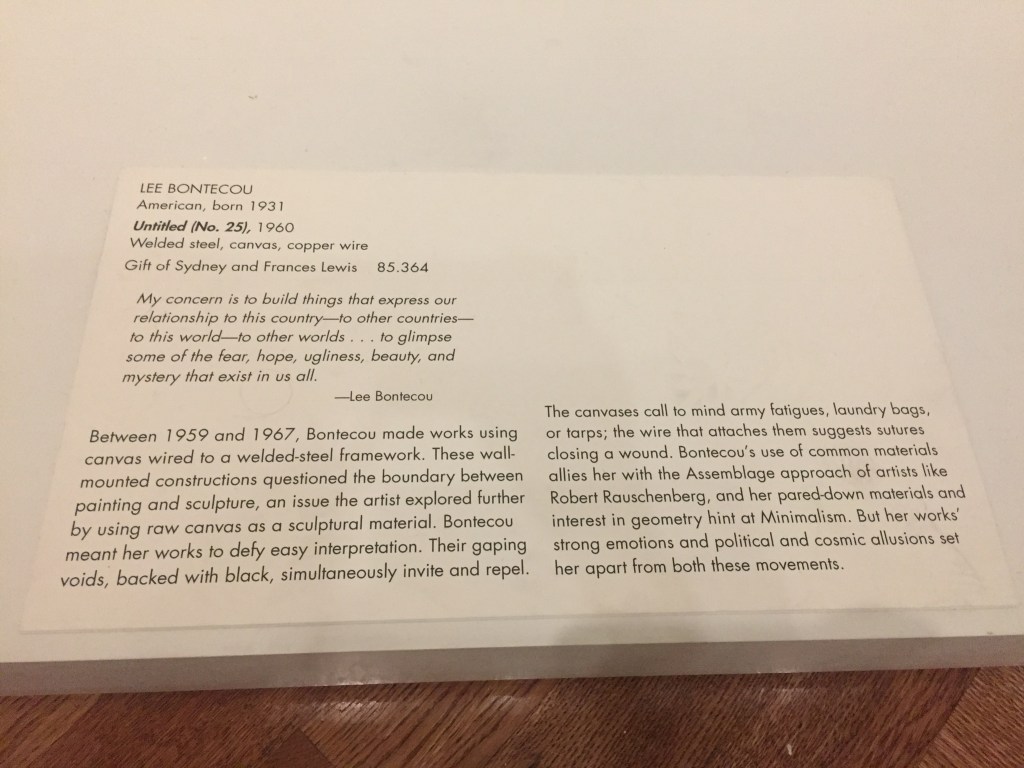 LEE BONTECOU
American, born 1931
Untitled (No. 25), 1960
Welded steel, canvas, copper wire
Gift of Sydney and Frances Lewis 85.364
My concern is to build things that express our
relationship to this country—to other countries—
to this world—to other worlds . . . to glimpse
some of the fear, hope, ugliness, beauty, and
mystery that exist in us all.
—Lee Bontecou
Between 1959 and 1967, Bontecou made works using
canvas wired to a welded-steel framework. These wall-
mounted constructions questioned the boundary between
painting and sculpture, an issue the artist explored further
by using raw canvas as a sculptural material. Bontecou
meant her works to defy easy interpretation. Their gaping
voids, backed with black, simultaneously invite and repel.
The canvases call to mind army fatigues, laundry bags,
or tarps; the wire that attaches them suggests sutures
closing a wound. Bontecou's use of common materials
allies her with the Assemblage approach of artists like
Robert Rauschenberg, and her pared-down materials and
interest in geometry hint at Minimalism. But her works'
strong emotions and political and cosmic allusions set
her apart from both these movements.